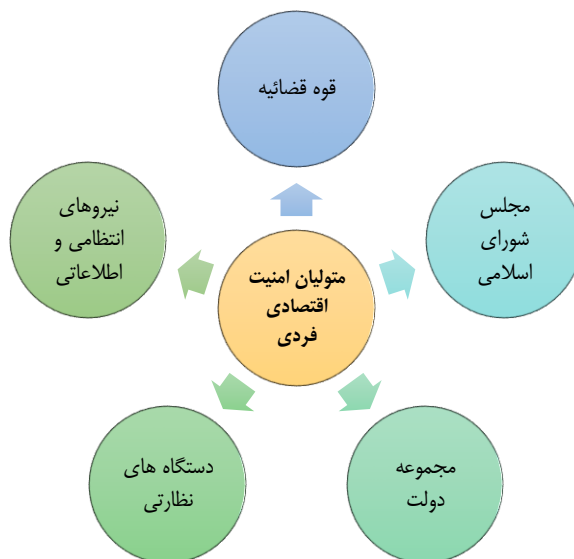 قوه قضائیه
مجلس
شورای
اسلامی
نیروهای
انتظامی و
اطلاعاتی
متولیان امنیت
اقتصادی
فردی
مجموعه
دولت
دستگاه های
نظارتی